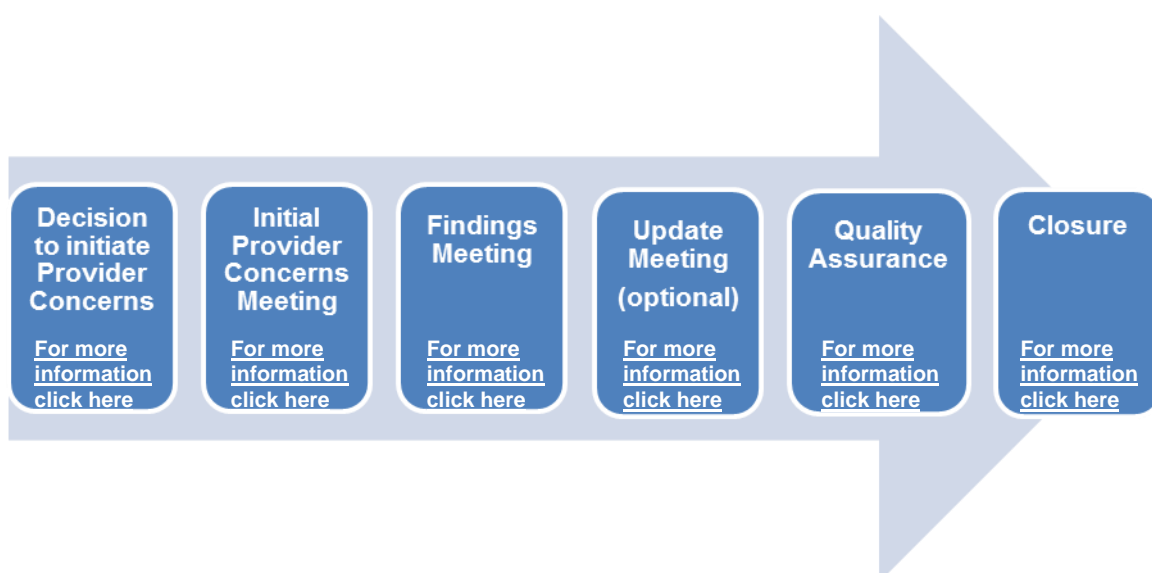 Decision
to initiate
Provider
Concerns
For more
information
click here
Initial
Provider
Concerns
Meeting
For more
information
click here
Findings
Meeting
For more
information
click here
Update
Meeting
(optional)
For more
information
click here
Quality
Assurance
For more
information
click here
Closure
For more
information
click here